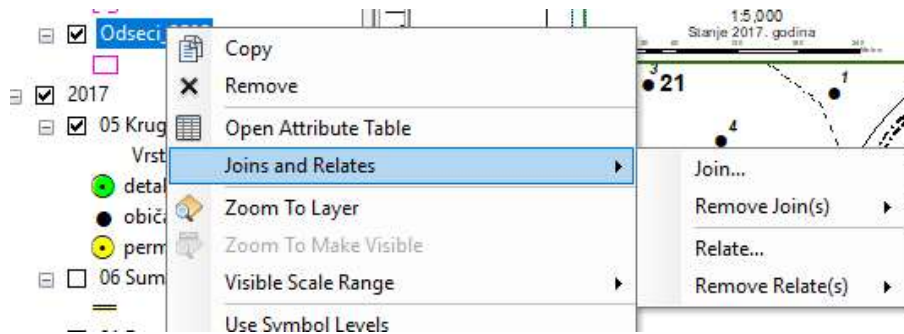 Odseci
2017
05 Krug
Vrst
detal
obič
perm
06 Sum
Copy
Remove
Open Attribute Table
Joins and Relates
Zoom To Layer
Zoom To Make Visible
Visible Scale Range
Use Symbol Levels
Join...
Remove Join(s)
Relate...
Remove Relate(s)
1:5,000
Stanje 2017. godina
3
21
1
4